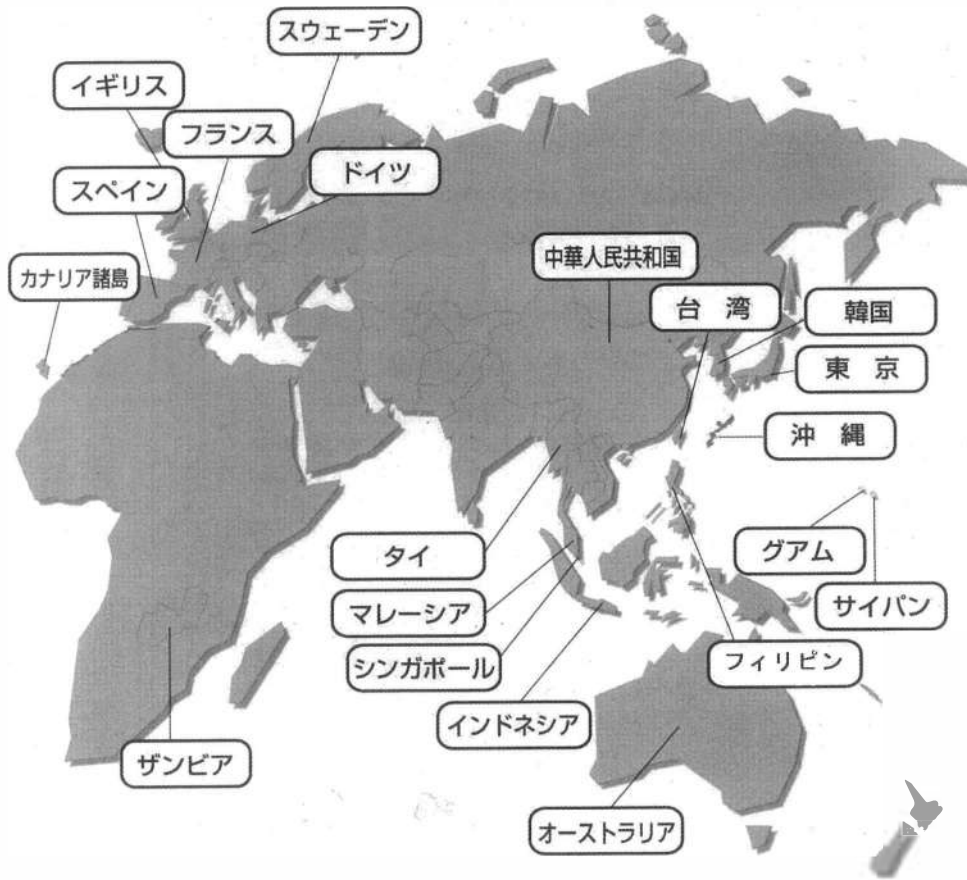 スウェーデン
イギリス
フランス
ドイツ
スペイン
カナリア諸島
中華人民共和国
台 湾
韓国
東 京
沖 縄
タイ
グアム
マレーシア
サイパン
シンガポール
フィリピン
インドネシア
ザンビア
オーストラリア